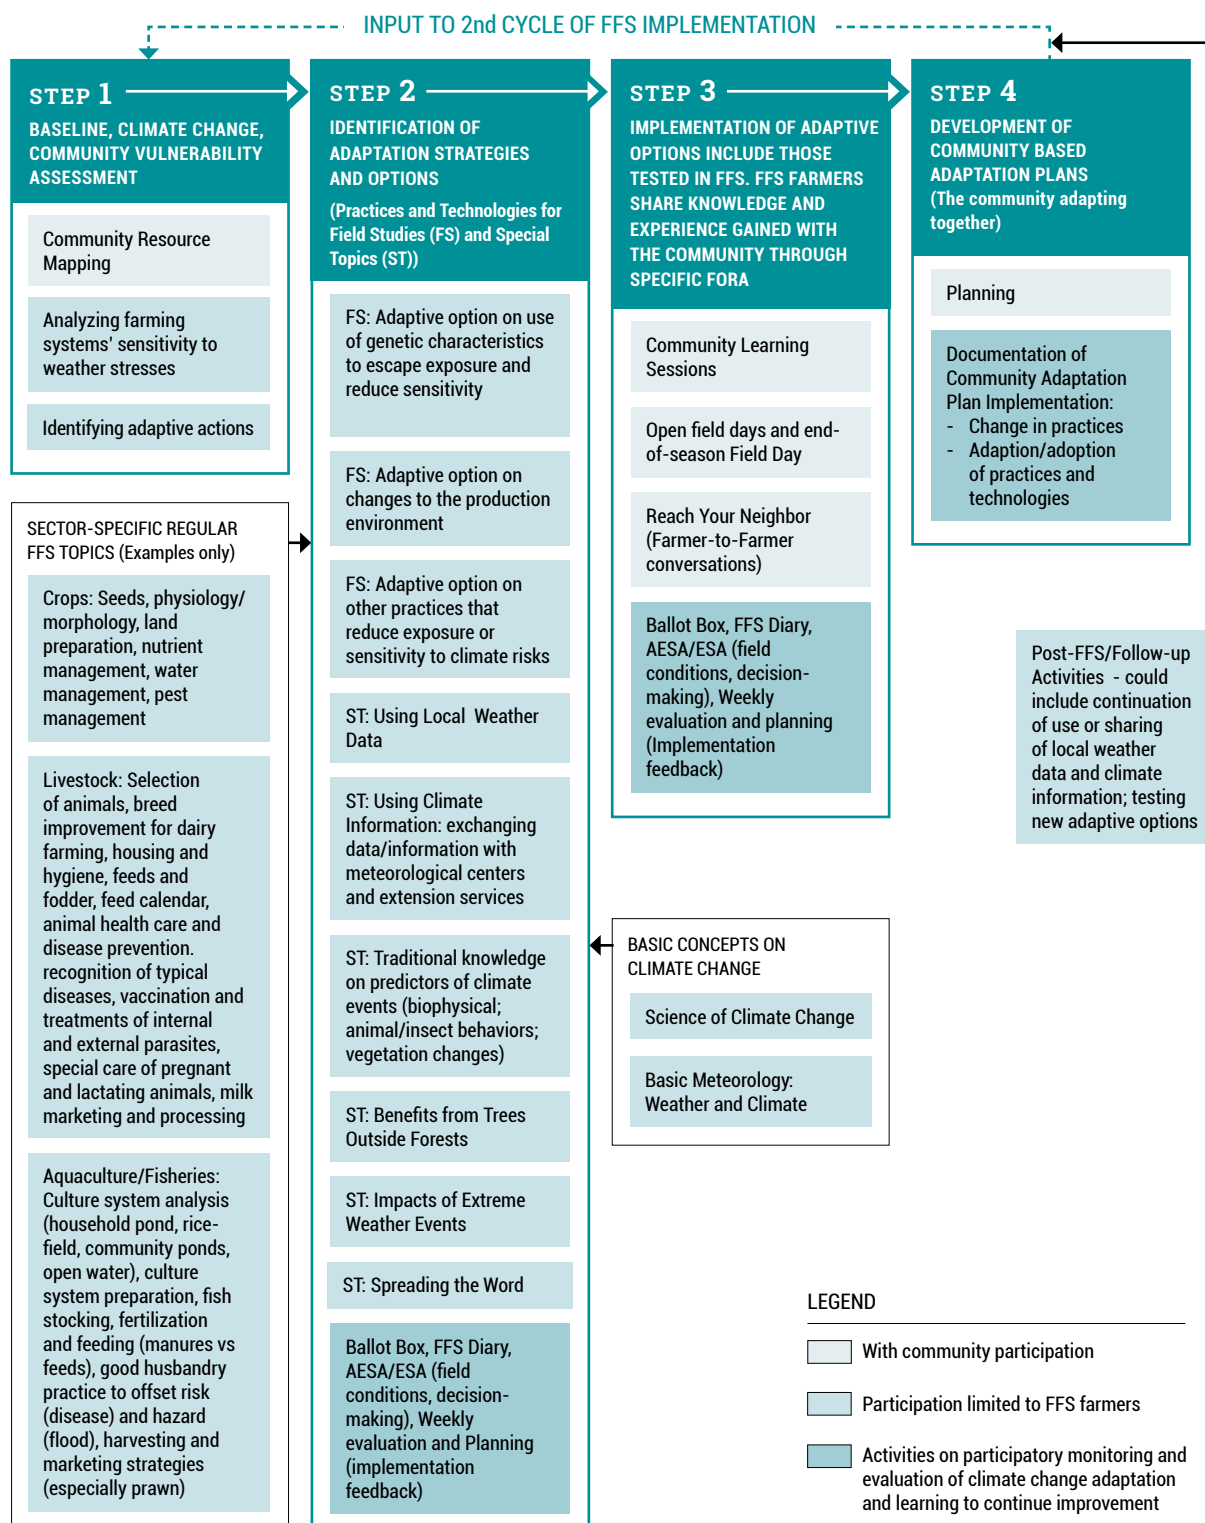 INPUT TO 2nd CYCLE OF FFS IMPLEMENTATION
STEP 1
BASELINE, CLIMATE CHANGE,
COMMUNITY VULNERABILITY
ASSESSMENT
Community Resource
Mapping
Analyzing farming
systems' sensitivity to
weather stresses
Identifying adaptive actions
SECTOR-SPECIFIC REGULAR
FFS TOPICS (Examples only)
Crops: Seeds, physiology/
morphology, land
preparation, nutrient
management, water
management, pest
management
Livestock: Selection
of animals, breed
improvement for dairy
farming, housing and
hygiene, feeds and
fodder, feed calendar,
animal health care and
disease prevention.
recognition of typical
diseases, vaccination and
treatments of internal
and external parasites,
special care of pregnant
and lactating animals, milk
marketing and processing
Aquaculture/Fisheries:
Culture system analysis
(household pond, rice-
field, community ponds,
open water), culture
system preparation, fish
stocking, fertilization
and feeding (manures vs
feeds), good husbandry
practice to offset risk
(disease) and hazard
(flood), harvesting and
marketing strategies
(especially prawn)
STEP 2
IDENTIFICATION OF
ADAPTATION STRATEGIES
AND OPTIONS
(Practices and Technologies for
Field Studies (FS) and Special
Topics (ST))
FS: Adaptive option on use
of genetic characteristics
to escape exposure and
reduce sensitivity
FS: Adaptive option on
changes to the production
environment
FS: Adaptive option on
other practices that
reduce exposure or
sensitivity to climate risks
ST: Using Local Weather
Data
ST: Using Climate
Information: exchanging
data/information with
meteorological centers
and extension services
ST: Traditional knowledge
on predictors of climate
events (biophysical;
animal/insect behaviors;
vegetation changes)
ST: Benefits from Trees
Outside Forests
ST: Impacts of Extreme
Weather Events
ST: Spreading the Word
Ballot Box, FFS Diary,
AESA/ESA (field
conditions, decision-
making), Weekly
evaluation and Planning
(implementation
feedback)
STEP 3
IMPLEMENTATION OF ADAPTIVE
OPTIONS INCLUDE THOSE
TESTED IN FFS. FFS FARMERS
SHARE KNOWLEDGE AND
EXPERIENCE GAINED WITH
THE COMMUNITY THROUGH
SPECIFIC FORA
Community Learning
Sessions
Open field days and end-
of-season Field Day
Reach Your Neighbor
(Farmer-to-Farmer
conversations)
Ballot Box, FFS Diary,
AESA/ESA (field
conditions, decision-
making), Weekly
evaluation and planning
(Implementation
feedback)
BASIC CONCEPTS ON
CLIMATE CHANGE
Science of Climate Change
Basic Meteorology:
Weather and Climate
STEP 4
DEVELOPMENT OF
COMMUNITY BASED
ADAPTATION PLANS
(The community adapting
together)
Planning
Documentation of
Community Adaptation
Plan Implementation:
- Change in practices
- Adaption/adoption
of practices and
technologies
Post-FFS/Follow-up
Activities - could
include continuation
of use or sharing
of local weather
data and climate
information; testing
new adaptive options
LEGEND
With community participation
Participation limited to FFS farmers
Activities on participatory monitoring and
evaluation of climate change adaptation
and learning to continue improvement